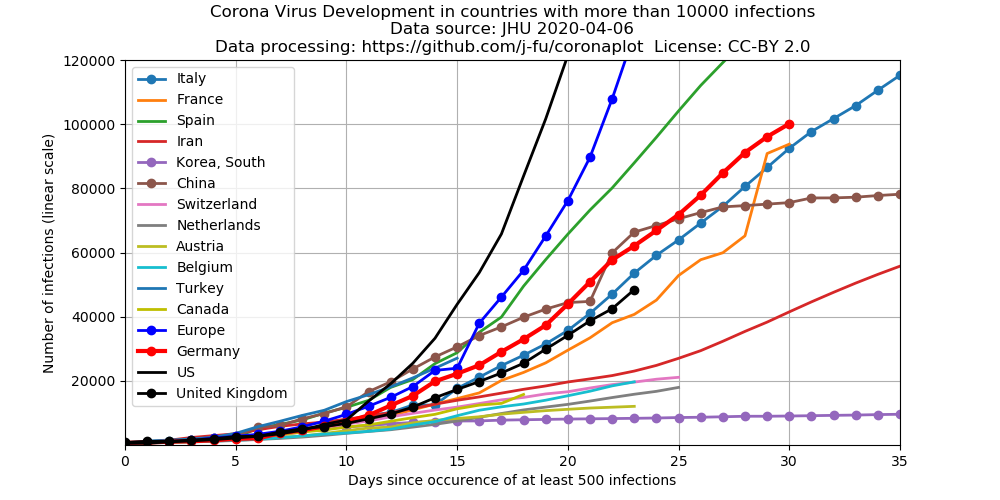 Corona Virus Development in countries with more than 10000 infections
Data source: JHU 2020-04-06
Data processing: https://github.com/j-fu/coronaplot License: CC-BY 2.0
Number of infections (linear scale)
120000
100000
80000
60000
40000
20000
Italy
France
Spain
Iran
Korea, South
China
Switzerland
Netherlands
Austria
Belgium
Turkey
Canada
Europe
Germany
US
United Kingdom
0 5 10 15 20 25 30 35
Days since occurence of at least 500 infections